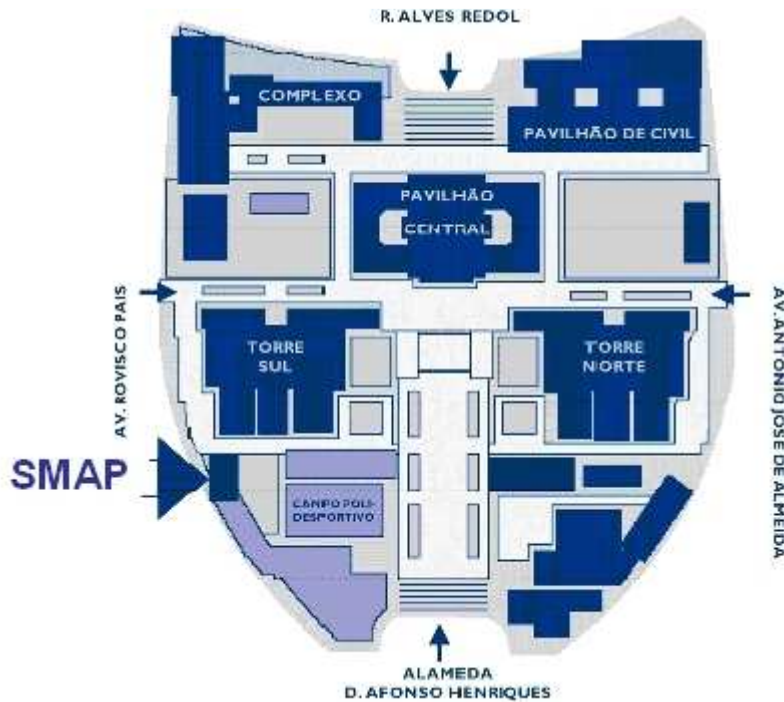 R. ALVES REDOL
COMPLEXO
PAVILHÃO DE CIVIL
PAVILHÃO
CENTRAL
AV. ROVISCO PAIS
AV. ANTONIO JOSE DE ALMEIDA
TORRE
SUL
TORRE
NORTE
SMAP
CAMPO POLI-
DESPORTIVO
ALAMEDA
D. AFONSO HENRIQUES